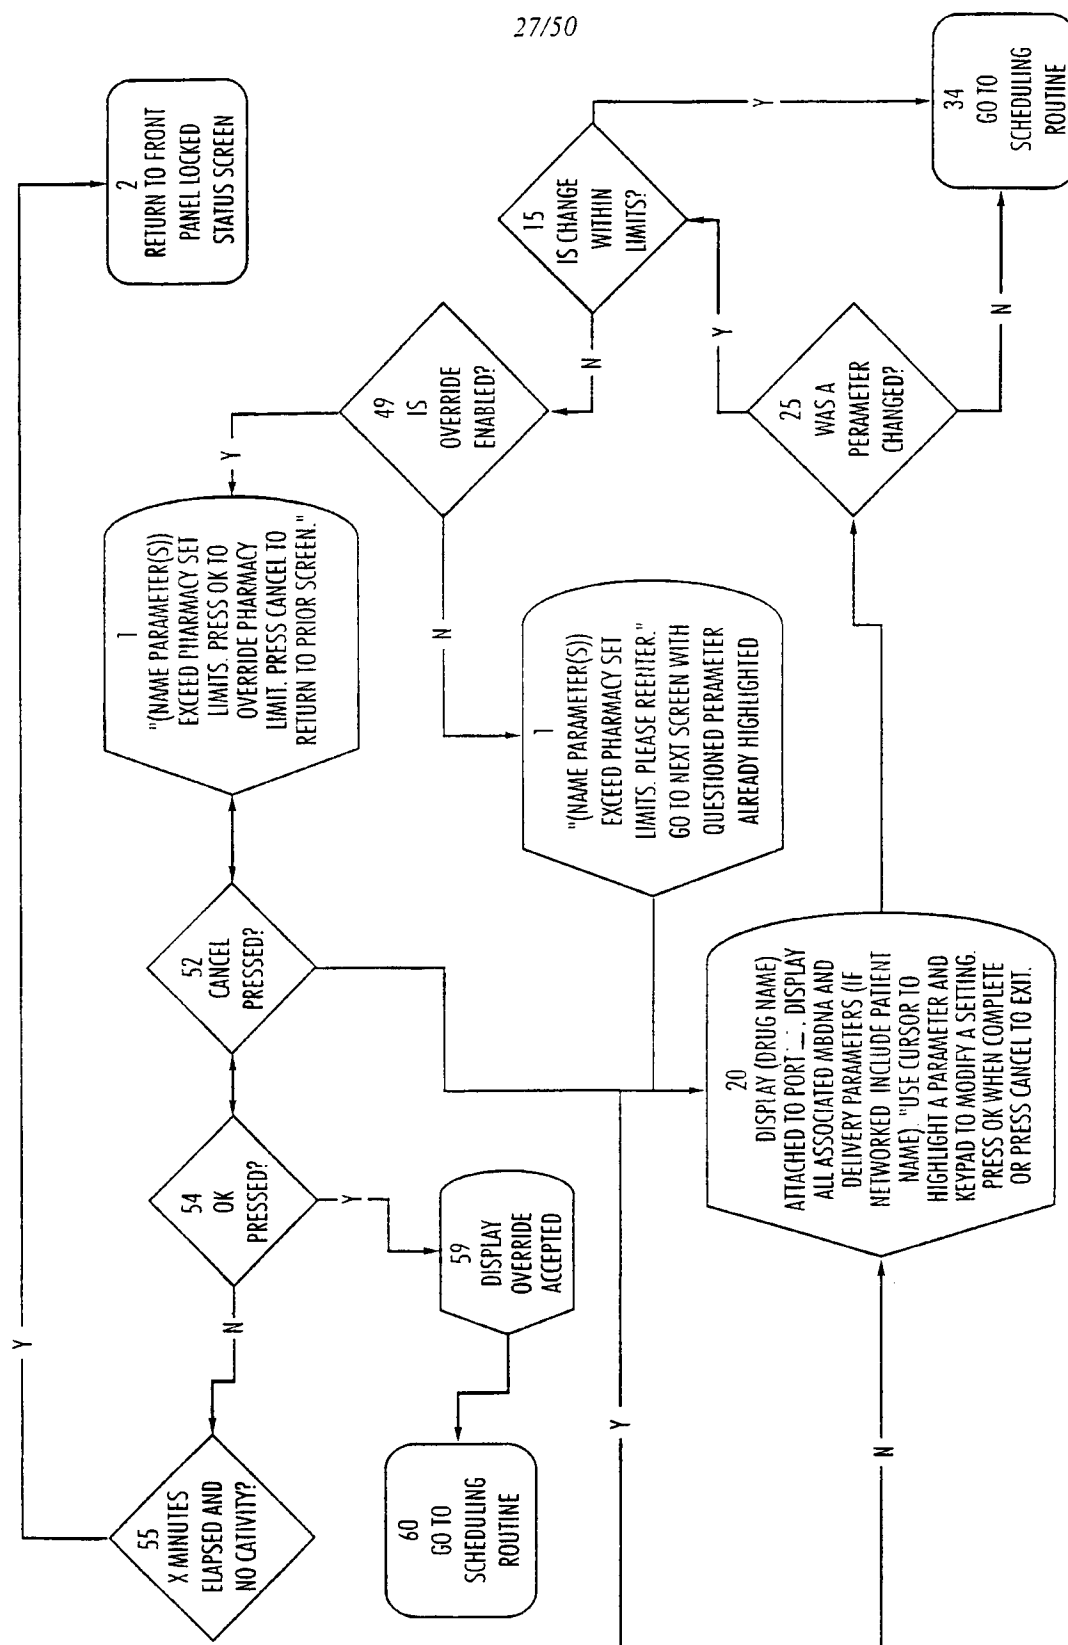 27/50
2
RETURN TO FRONT
PANEL LOCKED
STATUS SCREEN
34
GO TO
SCHEDULING
ROUTINE
Y
15
IS CHANGE
WITHIN
LIMITS?
N
Y
49
IS
OVERRIDE
ENABLED?
Y
N
25
WAS A
PERAMETER
CHANGED?
N
1
"(NAME PARAMETER(S))
EXCEED PHARMACY SET
LIMITS. PRESS OK TO
OVERRIDE PHARMACY
LIMIT. PRESS CANCEL TO
RETURN TO PRIOR SCREEN."
1
"(NAME PARAMETER(S))
EXCEED PHARMACY SET
LIMITS. PLEASE REENTER."
GO TO NEXT SCREEN WITH
QUESTIONED PERAMETER
ALREADY HIGHLIGHTED
52
CANCEL
PRESSED?
20
DISPLAY (DRUG NAME)
ATTACHED TO PORT __, DISPLAY
ALL ASSOCIATED MBDNA AND
DELIVERY PARAMETERS (IF
NETWORKED INCLUDE PATIENT
NAME). "USE CURSOR TO
HIGHLIGHT A PARAMETER AND
KEYPAD TO MODIFY A SETTING.
PRESS OK WHEN COMPLETE
OR PRESS CANCEL TO EXIT.
54
OK
PRESSED?
Y
N
59
DISPLAY
OVERRIDE
ACCEPTED
Y
55
X MINUTES
ELAPSED AND
NO CATIVITY?
60
GO TO
SCHEDULING
ROUTINE
Y
N